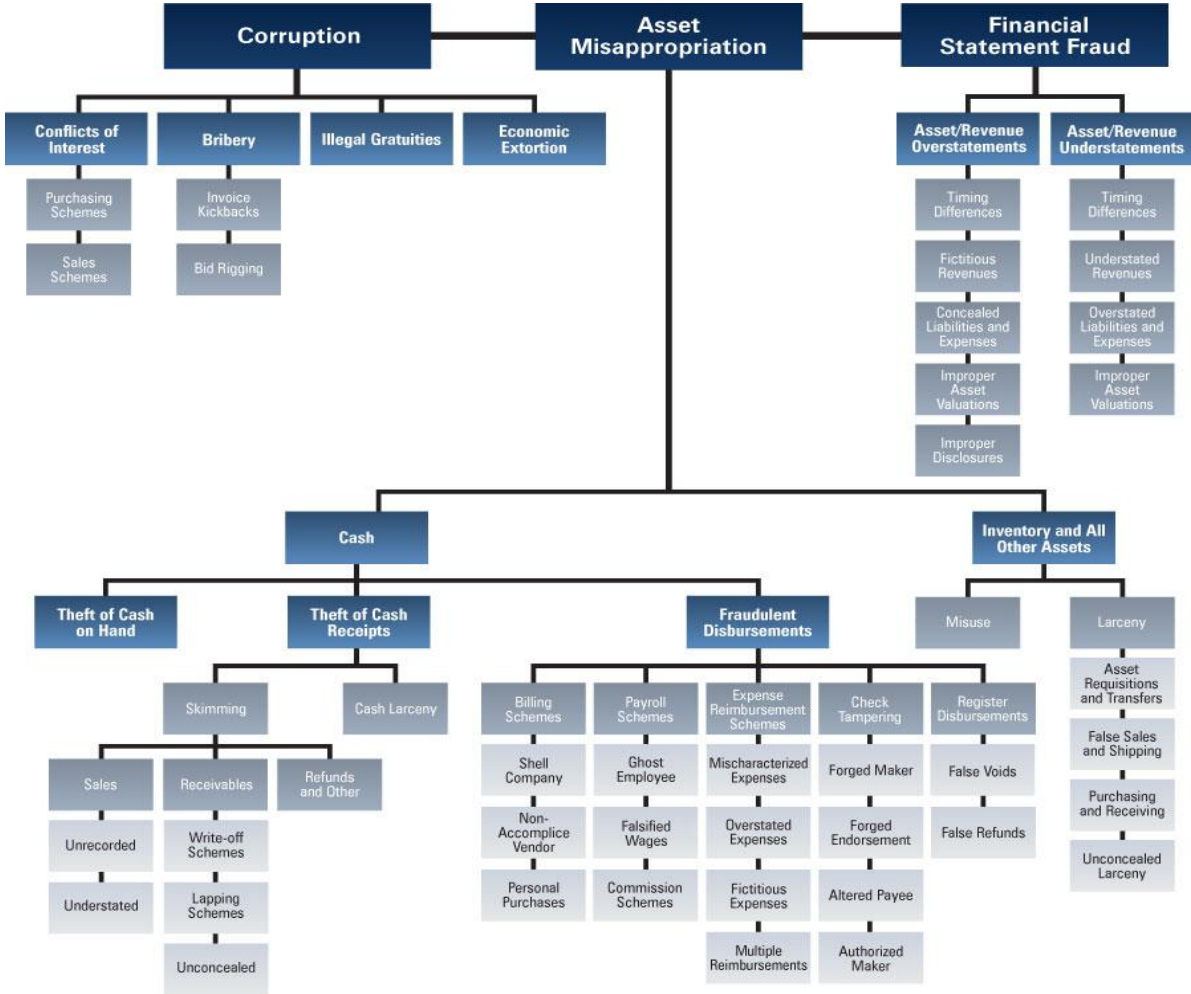 Corruption
Asset
Misappropriation
Financial
Statement Fraud
Conflicts of
Interest
Bribery
Illegal Gratuities
Economic
Extortion
Asset/Revenue
Overstatements
Asset/Revenue
Understatements
Purchasing
Schemes
Sales
Schemes
Invoice
Kickbacks
Bid Rigging
Timing
Differences
Fictitious
Revenues
Concealed
Liabilities and
Expenses
Improper
Asset
Valuations
Improper
Disclosures
Timing
Differences
Understated
Revenues
Overstated
Liabilities and
Expenses
Improper
Asset
Valuations
Cash
Inventory and All
Other Assets
Theft of Cash
on Hand
Theft of Cash
Receipts
Fraudulent
Disbursements
Misuse
Larceny
Skimming
Cash Larceny
Sales
Receivables
Refunds
and Other
Unrecorded
Understated
Write-off
Schemes
Lapping
Schemes
Unconcealed
Billing
Schemes
Shell
Company
Non-
Accomplice
Vendor
Personal
Purchases
Payroll
Schemes
Ghost
Employee
Falsified
Wages
Commission
Schemes
Expense
Reimbursement
Schemes
Mischaracterized
Expenses
Overstated
Expenses
Fictitious
Expenses
Multiple
Reimbursements
Check
Tampering
Forged Maker
Forged
Endorsement
Altered Payee
Authorized
Maker
Register
Disbursements
False Voids
False Refunds
Asset
Requisitions
and Transfers
False Sales
and Shipping
Purchasing
and Receiving
Unconcealed
Larceny